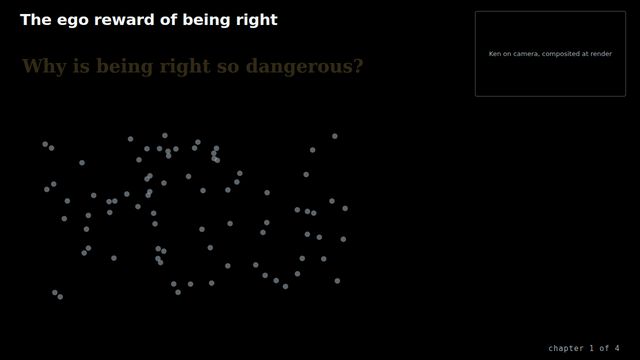 The ego reward of being right
Ken on camera, composited at render
Why is being right so dangerous?
chapter 1 of 4